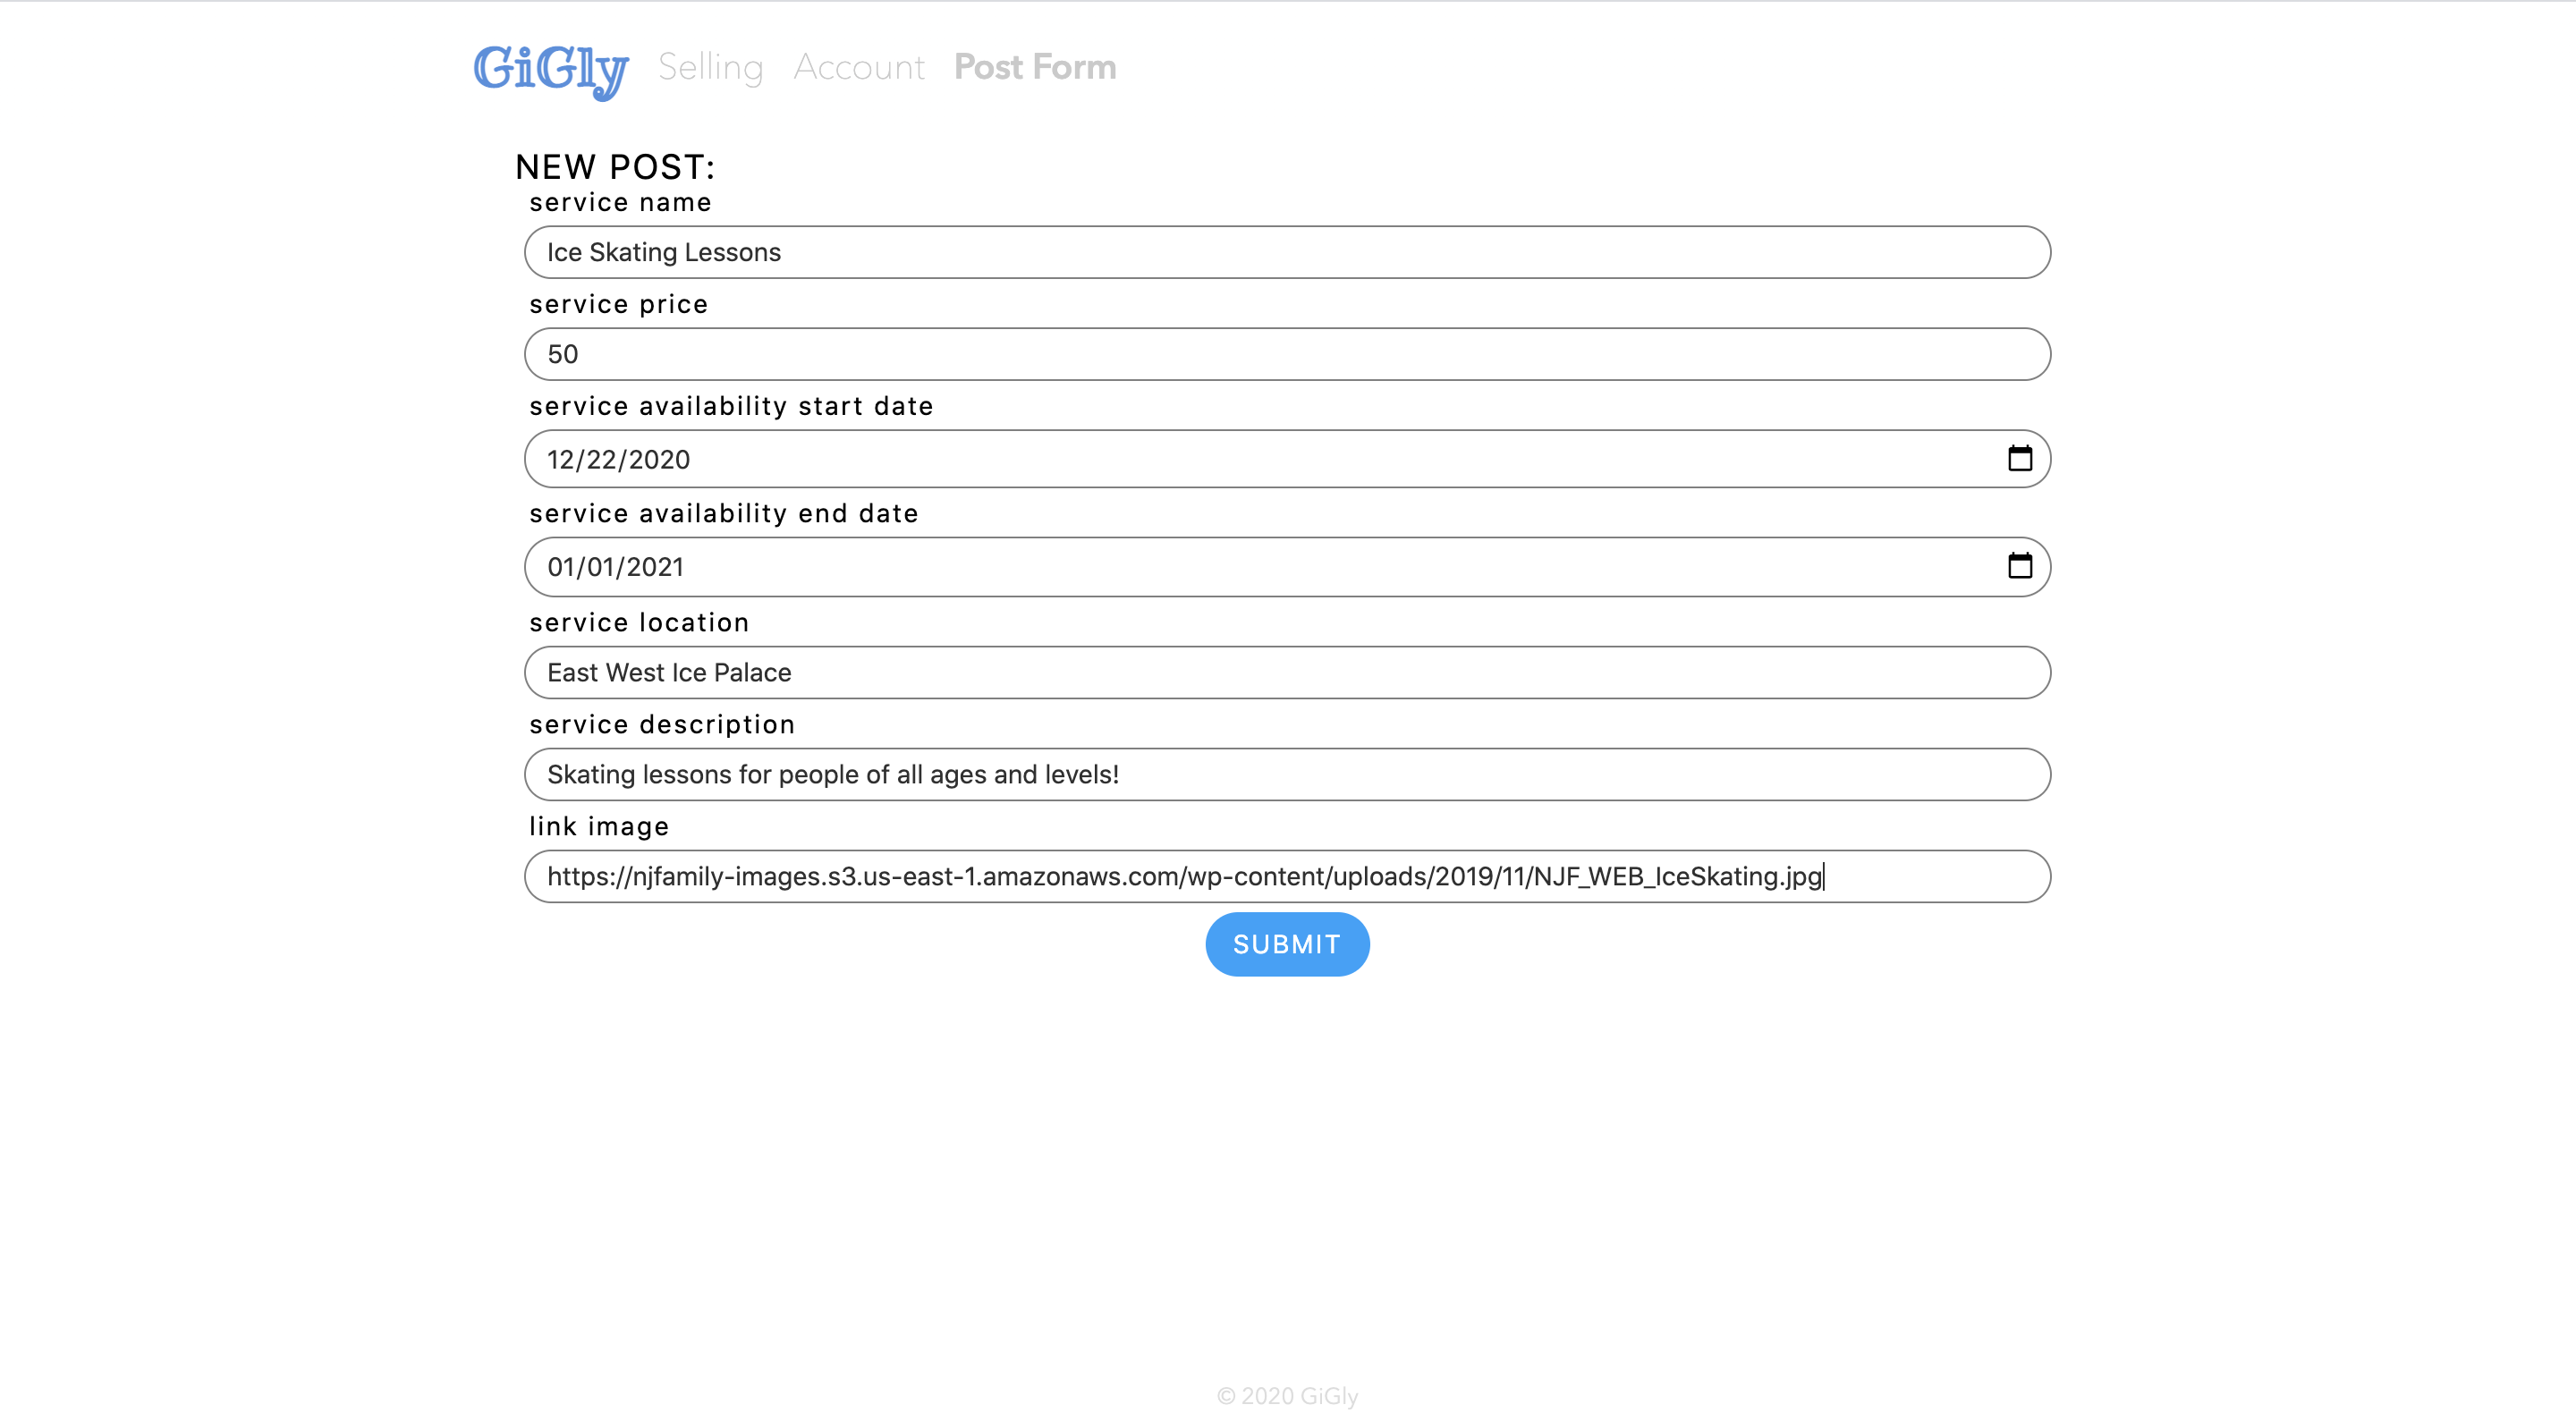 GiGly Selling Account Post Form
NEW POST:
service name
Ice Skating Lessons
service price
50
service availability start date
12/22/2020
service availability end date
01/01/2021
service location
East West Ice Palace
service description
Skating lessons for people of all ages and levels!
link image
https://njfamily-images.s3.us-east-1.amazonaws.com/wp-content/uploads/2019/11/NJF_WEB_IceSkating.jpg
SUBMIT
© 2020 GiGly